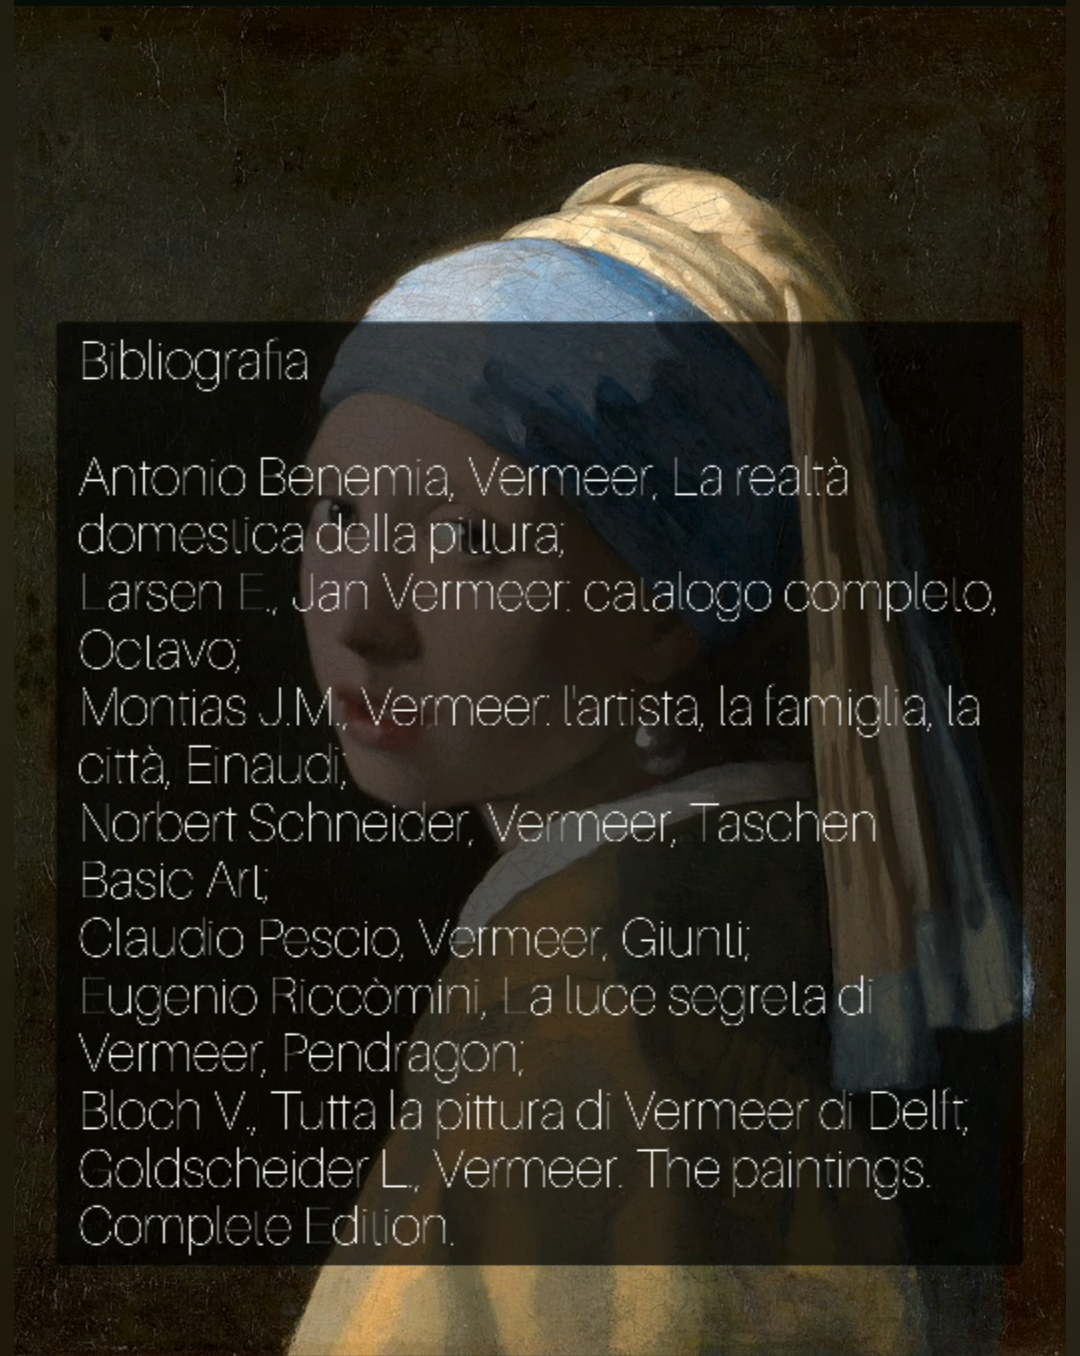 Bibliografia
Antonio Benemia, Vermeer, La realtà
domestica della pittura;
Larsen E., Jan Vermeer: catalogo completo,
Octavo;
Montias J.M., Vermeer: l'artista, la famiglia, la
città, Einaudi;
Norbert Schneider, Vermeer, Taschen
Basic Art;
Claudio Pescio, Vermeer, Giunti;
Eugenio Riccòmini, La luce segreta di
Vermeer, Pendragon;
Bloch V., Tutta la pittura di Vermeer di Delft;
Goldscheider L., Vermeer. The paintings.
Complete Edition.